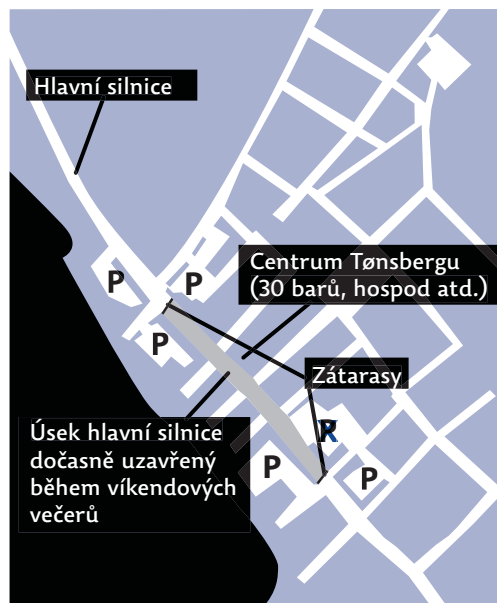 Hlavní silnice
Centrum Tønsbergu
(30 barů, hospod atd.)
P
P
P
Zátarasy
Úsek hlavní silnice
dočasně uzavřený
během víkendových
večerů
P
P